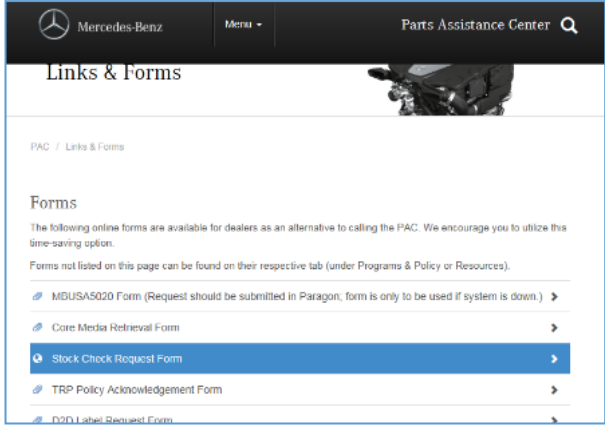 Mercedes-Benz
Menu
Parts Assistance Center
Links & Forms
PAC / Links & Forms
Forms
The following online forms are available for dealers as an alternative to calling the PAC. We encourage you to utilize this
time-saving option.
Forms not listed on this page can be found on their respective tab (under Programs & Policy or Resources).
MBUSA5020 Form (Request should be submitted in Paragon; form is only to be used if system is down.)
Core Media Retrieval Form
Stock Check Request Form
TRP Policy Acknowledgement Form
D2D Label Request Form